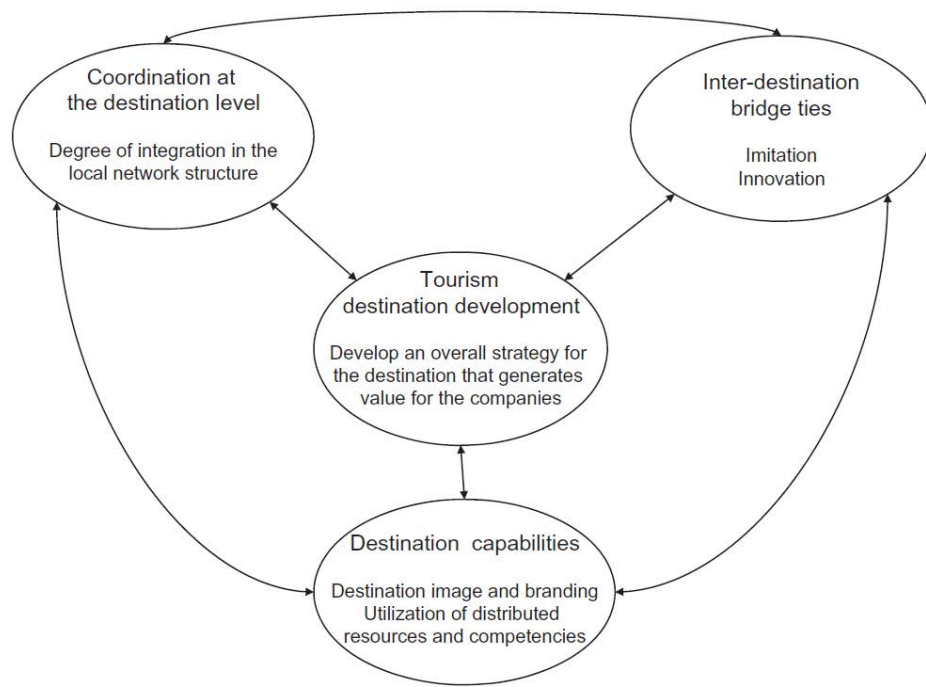 Coordination at
the destination level
Degree of integration in the
local network structure
Inter-destination
bridge ties
Imitation
Innovation
Tourism
destination development
Develop an overall strategy for
the destination that generates
value for the companies
Destination capabilities
Destination image and branding
Utilization of distributed
resources and competencies